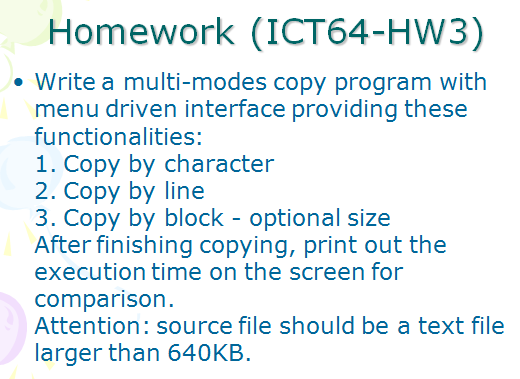 Homework (ICT64-HW3)
• Write a multi-modes copy program with
menu driven interface providing these
functionalities:
1. Copy by character
2. Copy by line
3. Copy by block - optional size
After finishing copying, print out the
execution time on the screen for
comparison.
Attention: source file should be a text file
larger than 640KB.